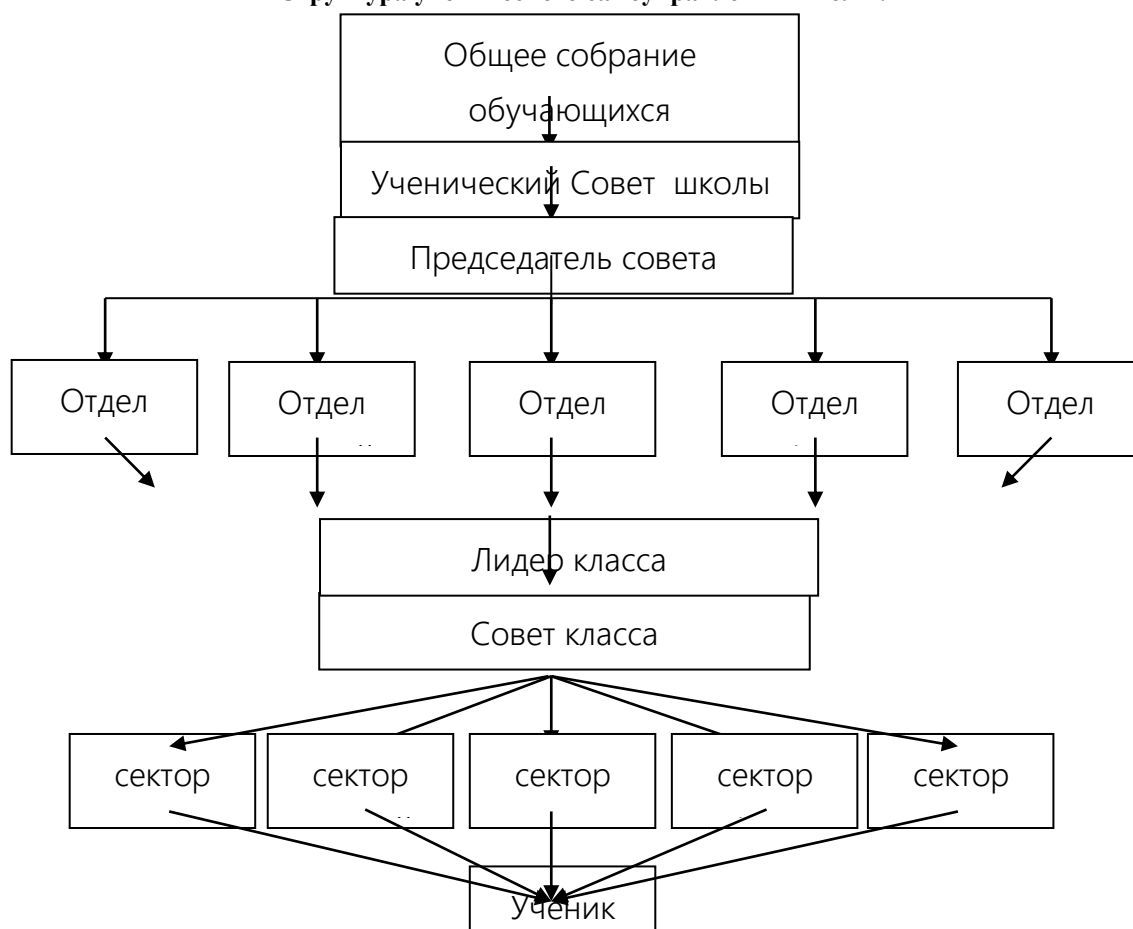 Общее собрание
обучающихся
Ученический Совет школы
Председатель совета
Отдел Отдел Отдел Отдел Отдел
Лидер класса
Совет класса
сектор сектор сектор сектор сектор
Ученик